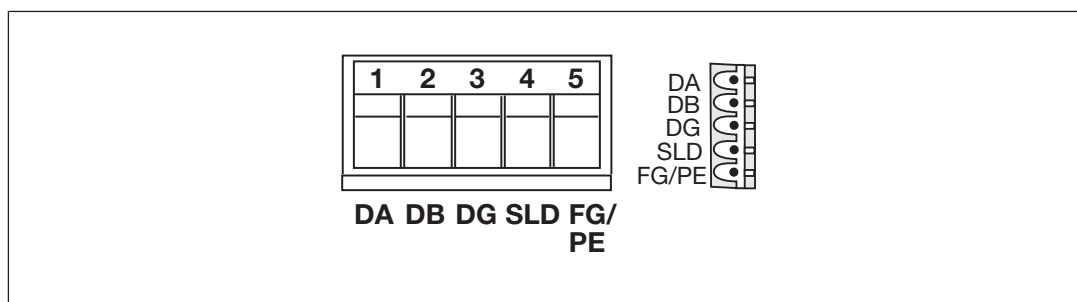 1 2 3 4 5
DA DB DG SLD FG/
PE
DA
DB
DG
SLD
FG/PE